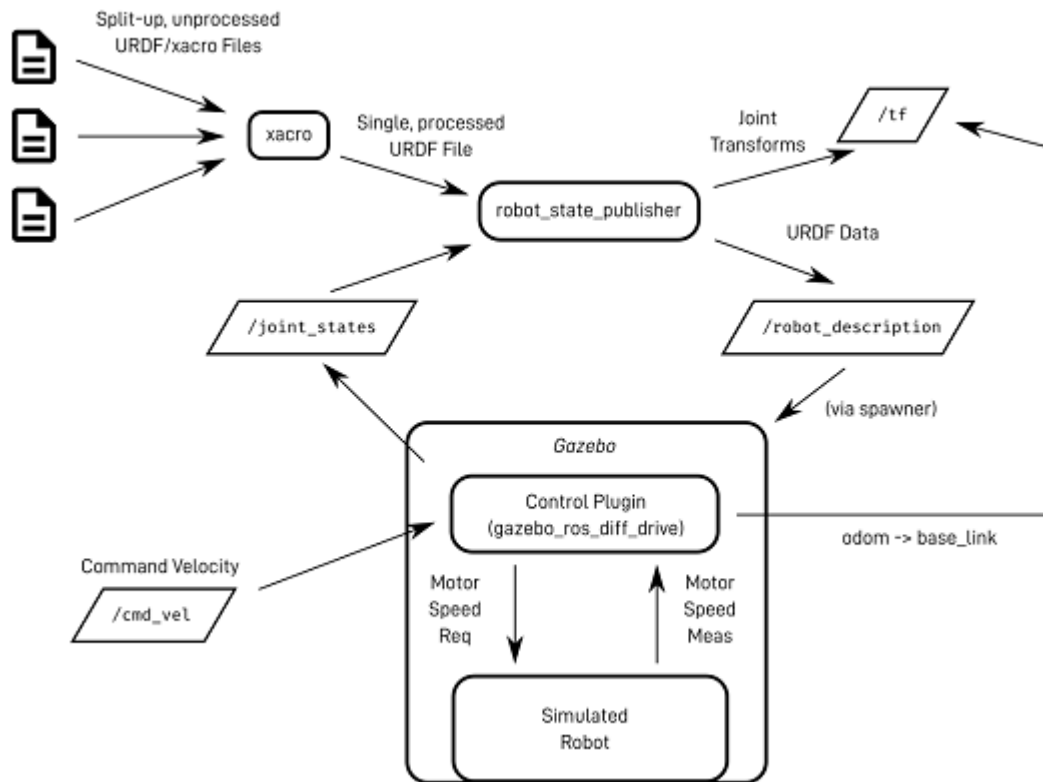 Split-up, unprocessed
URDF/xacro Files
xacro
Single, processed
URDF File
Joint
Transforms
/tf
robot_state_publisher
URDF Data
/joint_states
/robot_description
(via spawner)
Gazebo
Control Plugin
(gazebo_ros_diff_drive)
odom -> base_link
Command Velocity
/cmd_vel
Motor
Speed
Req
Motor
Speed
Meas
Simulated
Robot